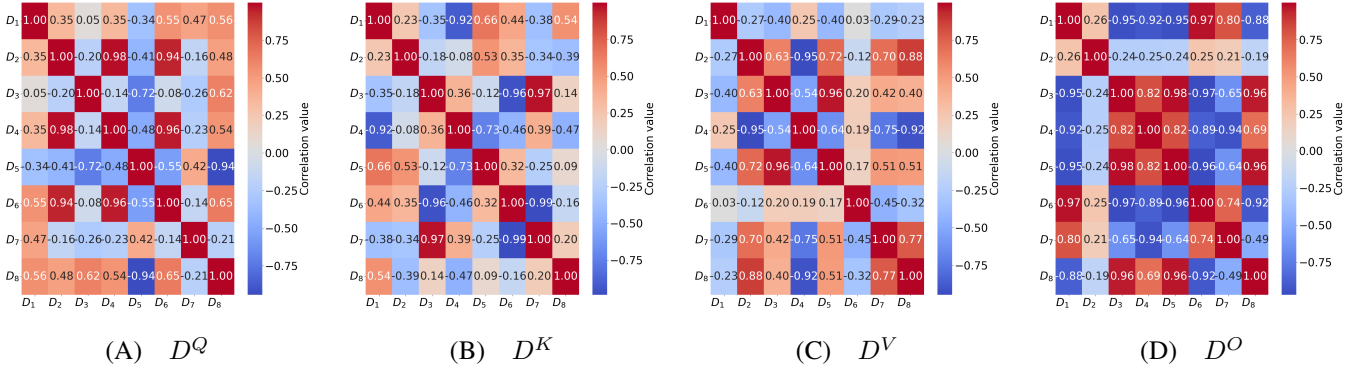 D1 1.00 0.35 0.05 0.35 -0.34 0.55 0.47 0.56
D2 0.35 1.00 -0.20 0.98 -0.41 0.94 -0.16 0.48
D3 0.05 -0.20 1.00 -0.14 -0.72 -0.08 -0.26 0.62
D4 0.35 0.98 -0.14 1.00 -0.48 0.96 -0.23 0.54
D5 -0.34 -0.41 -0.72 -0.48 1.00 -0.55 0.42 -0.94
D6 0.55 0.94 -0.08 0.96 -0.55 1.00 -0.14 0.65
D7 0.47 -0.16 -0.26 -0.23 0.42 -0.14 1.00 -0.21
D8 0.56 0.48 0.62 0.54 -0.94 0.65 -0.21 1.00
D1 D2 D3 D4 D5 D6 D7 D8
0.75
0.50
0.25
0.00
−0.25
−0.50
−0.75
Correlation value
(A) D^Q
D1 1.00 0.23 -0.35 -0.92 0.66 0.44 -0.38 0.54
D2 0.23 1.00 -0.18 -0.08 0.53 0.35 -0.34 -0.39
D3 -0.35 -0.18 1.00 0.36 -0.12 -0.96 0.97 0.14
D4 -0.92 -0.08 0.36 1.00 -0.73 -0.46 0.39 -0.47
D5 0.66 0.53 -0.12 -0.73 1.00 0.32 -0.25 0.09
D6 0.44 0.35 -0.96 -0.46 0.32 1.00 -0.99 -0.16
D7 -0.38 -0.34 0.97 0.39 -0.25 -0.99 1.00 0.20
D8 0.54 -0.39 0.14 -0.47 0.09 -0.16 0.20 1.00
D1 D2 D3 D4 D5 D6 D7 D8
0.75
0.50
0.25
0.00
−0.25
−0.50
−0.75
Correlation value
(B) D^K
D1 1.00 -0.27 -0.40 0.25 -0.40 -0.03 -0.29 -0.23
D2 -0.27 1.00 0.63 -0.95 0.72 -0.12 0.70 0.88
D3 -0.40 0.63 1.00 -0.54 0.96 0.20 0.42 0.40
D4 0.25 -0.95 -0.54 1.00 -0.64 0.19 -0.75 -0.92
D5 -0.40 0.72 0.96 -0.64 1.00 0.17 0.51 0.51
D6 -0.03 -0.12 0.20 0.19 0.17 1.00 -0.45 -0.32
D7 -0.29 0.70 0.42 -0.75 0.51 -0.45 1.00 0.77
D8 -0.23 0.88 0.40 -0.92 0.51 -0.32 0.77 1.00
D1 D2 D3 D4 D5 D6 D7 D8
0.75
0.50
0.25
0.00
−0.25
−0.50
−0.75
Correlation value
(C) D^V
D1 1.00 0.26 -0.95 -0.92 -0.95 0.97 0.80 -0.88
D2 0.26 1.00 -0.24 -0.25 -0.24 0.25 0.21 -0.19
D3 -0.95 -0.24 1.00 0.82 0.98 -0.97 -0.65 0.96
D4 -0.92 -0.25 0.82 1.00 0.82 -0.89 -0.94 0.69
D5 -0.95 -0.24 0.98 0.82 1.00 -0.96 -0.64 0.96
D6 0.97 0.25 -0.97 -0.89 -0.96 1.00 0.74 -0.92
D7 0.80 0.21 -0.65 -0.94 -0.64 0.74 1.00 -0.49
D8 -0.88 -0.19 0.96 0.69 0.96 -0.92 -0.49 1.00
D1 D2 D3 D4 D5 D6 D7 D8
0.75
0.50
0.25
0.00
−0.25
−0.50
−0.75
Correlation value
(D) D^O